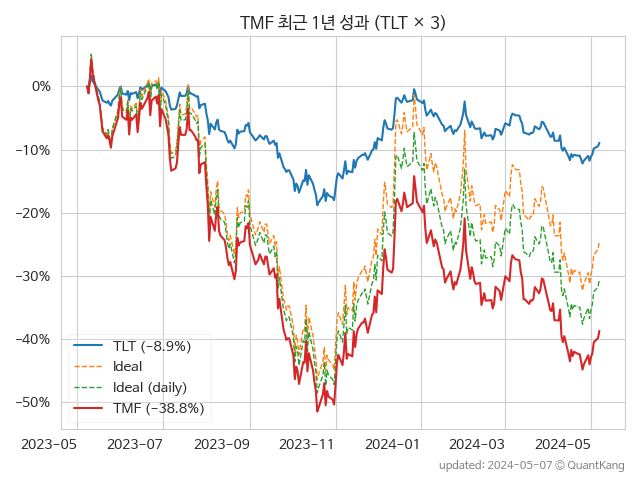 TMF 최근 1년 성과 (TLT × 3)
0%
−10%
−20%
−30%
−40%
−50%
TLT (−8.9%)
Ideal
Ideal (daily)
TMF (−38.8%)
2023-05
2023-07
2023-09
2023-11
2024-01
2024-03
2024-05
updated: 2024-05-07 © QuantKang